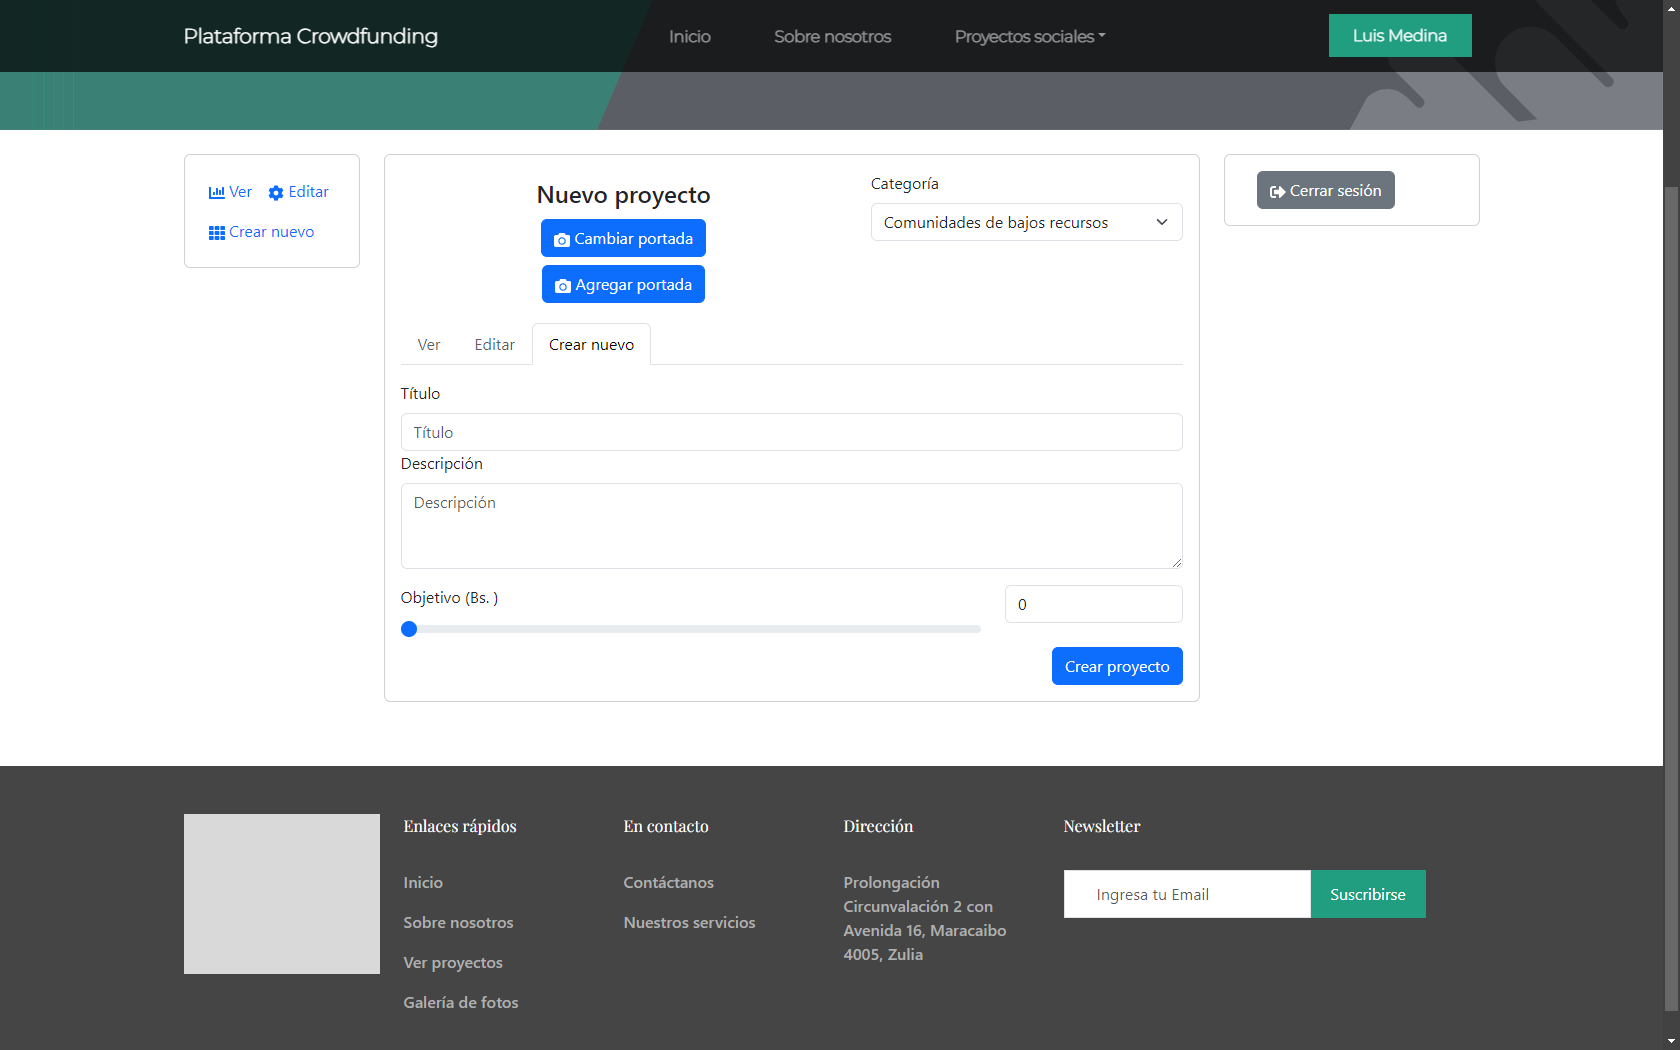 Plataforma Crowdfunding
Inicio
Sobre nosotros
Proyectos sociales
Luis Medina
Ver
Editar
Crear nuevo
Nuevo proyecto
Cambiar portada
Agregar portada
Categoría
Comunidades de bajos recursos
Cerrar sesión
Ver
Editar
Crear nuevo
Título
Título
Descripción
Descripción
Objetivo (Bs. )
0
Crear proyecto
Enlaces rápidos
Inicio
Sobre nosotros
Ver proyectos
Galería de fotos
En contacto
Contáctanos
Nuestros servicios
Dirección
Prolongación
Circunvalación 2 con
Avenida 16, Maracaibo
4005, Zulia
Newsletter
Ingresa tu Email
Suscribirse